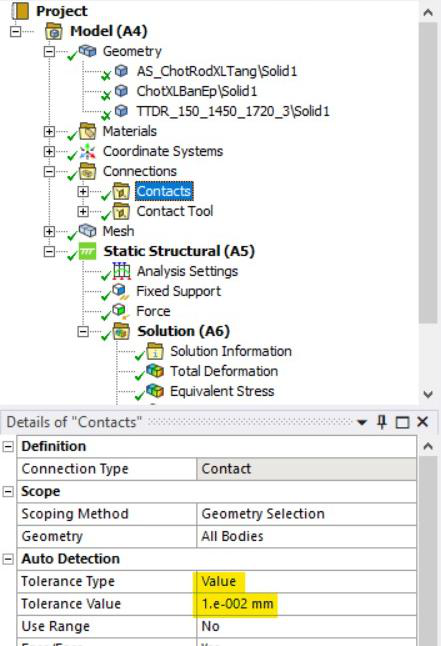 Project
Model (A4)
Geometry
AS_ChotRodXLTang\Solid1
ChotXLBanEp\Solid1
TTDR_150_1450_1720_3\Solid1
Materials
Coordinate Systems
Connections
Contacts
Contact Tool
Mesh
Static Structural (A5)
Analysis Settings
Fixed Support
Force
Solution (A6)
Solution Information
Total Deformation
Equivalent Stress
Details of "Contacts"
Definition
Connection Type Contact
Scope
Scoping Method Geometry Selection
Geometry All Bodies
Auto Detection
Tolerance Type Value
Tolerance Value 1.e-002 mm
Use Range No